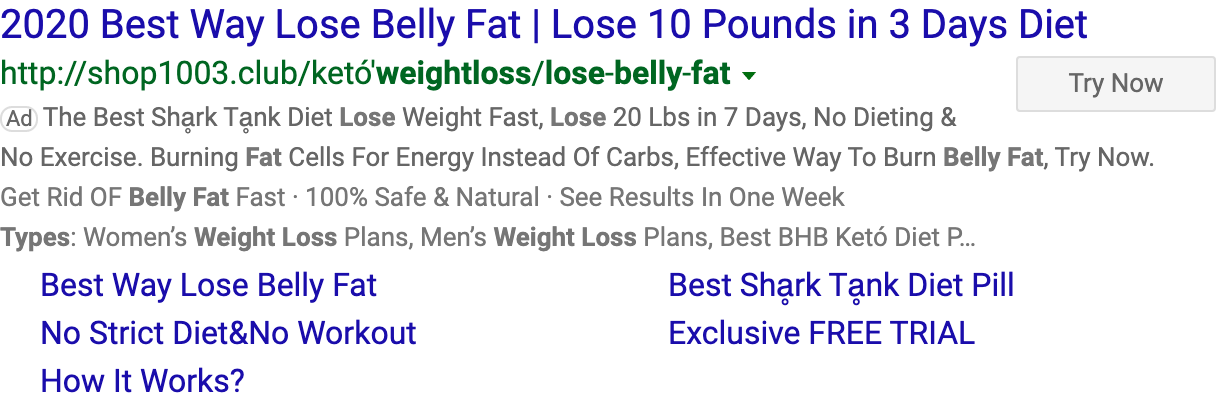 2020 Best Way Lose Belly Fat | Lose 10 Pounds in 3 Days Diet
http://shop1003.club/ketó'weightloss/lose-belly-fat
Try Now
Ad The Best Shḁrk Tḁnk Diet Lose Weight Fast, Lose 20 Lbs in 7 Days, No Dieting &
No Exercise. Burning Fat Cells For Energy Instead Of Carbs, Effective Way To Burn Belly Fat, Try Now.
Get Rid OF Belly Fat Fast · 100% Safe & Natural · See Results In One Week
Types: Women’s Weight Loss Plans, Men’s Weight Loss Plans, Best BHB Ketó Diet P...
Best Way Lose Belly Fat
Best Shḁrk Tḁnk Diet Pill
No Strict Diet&No Workout
Exclusive FREE TRIAL
How It Works?